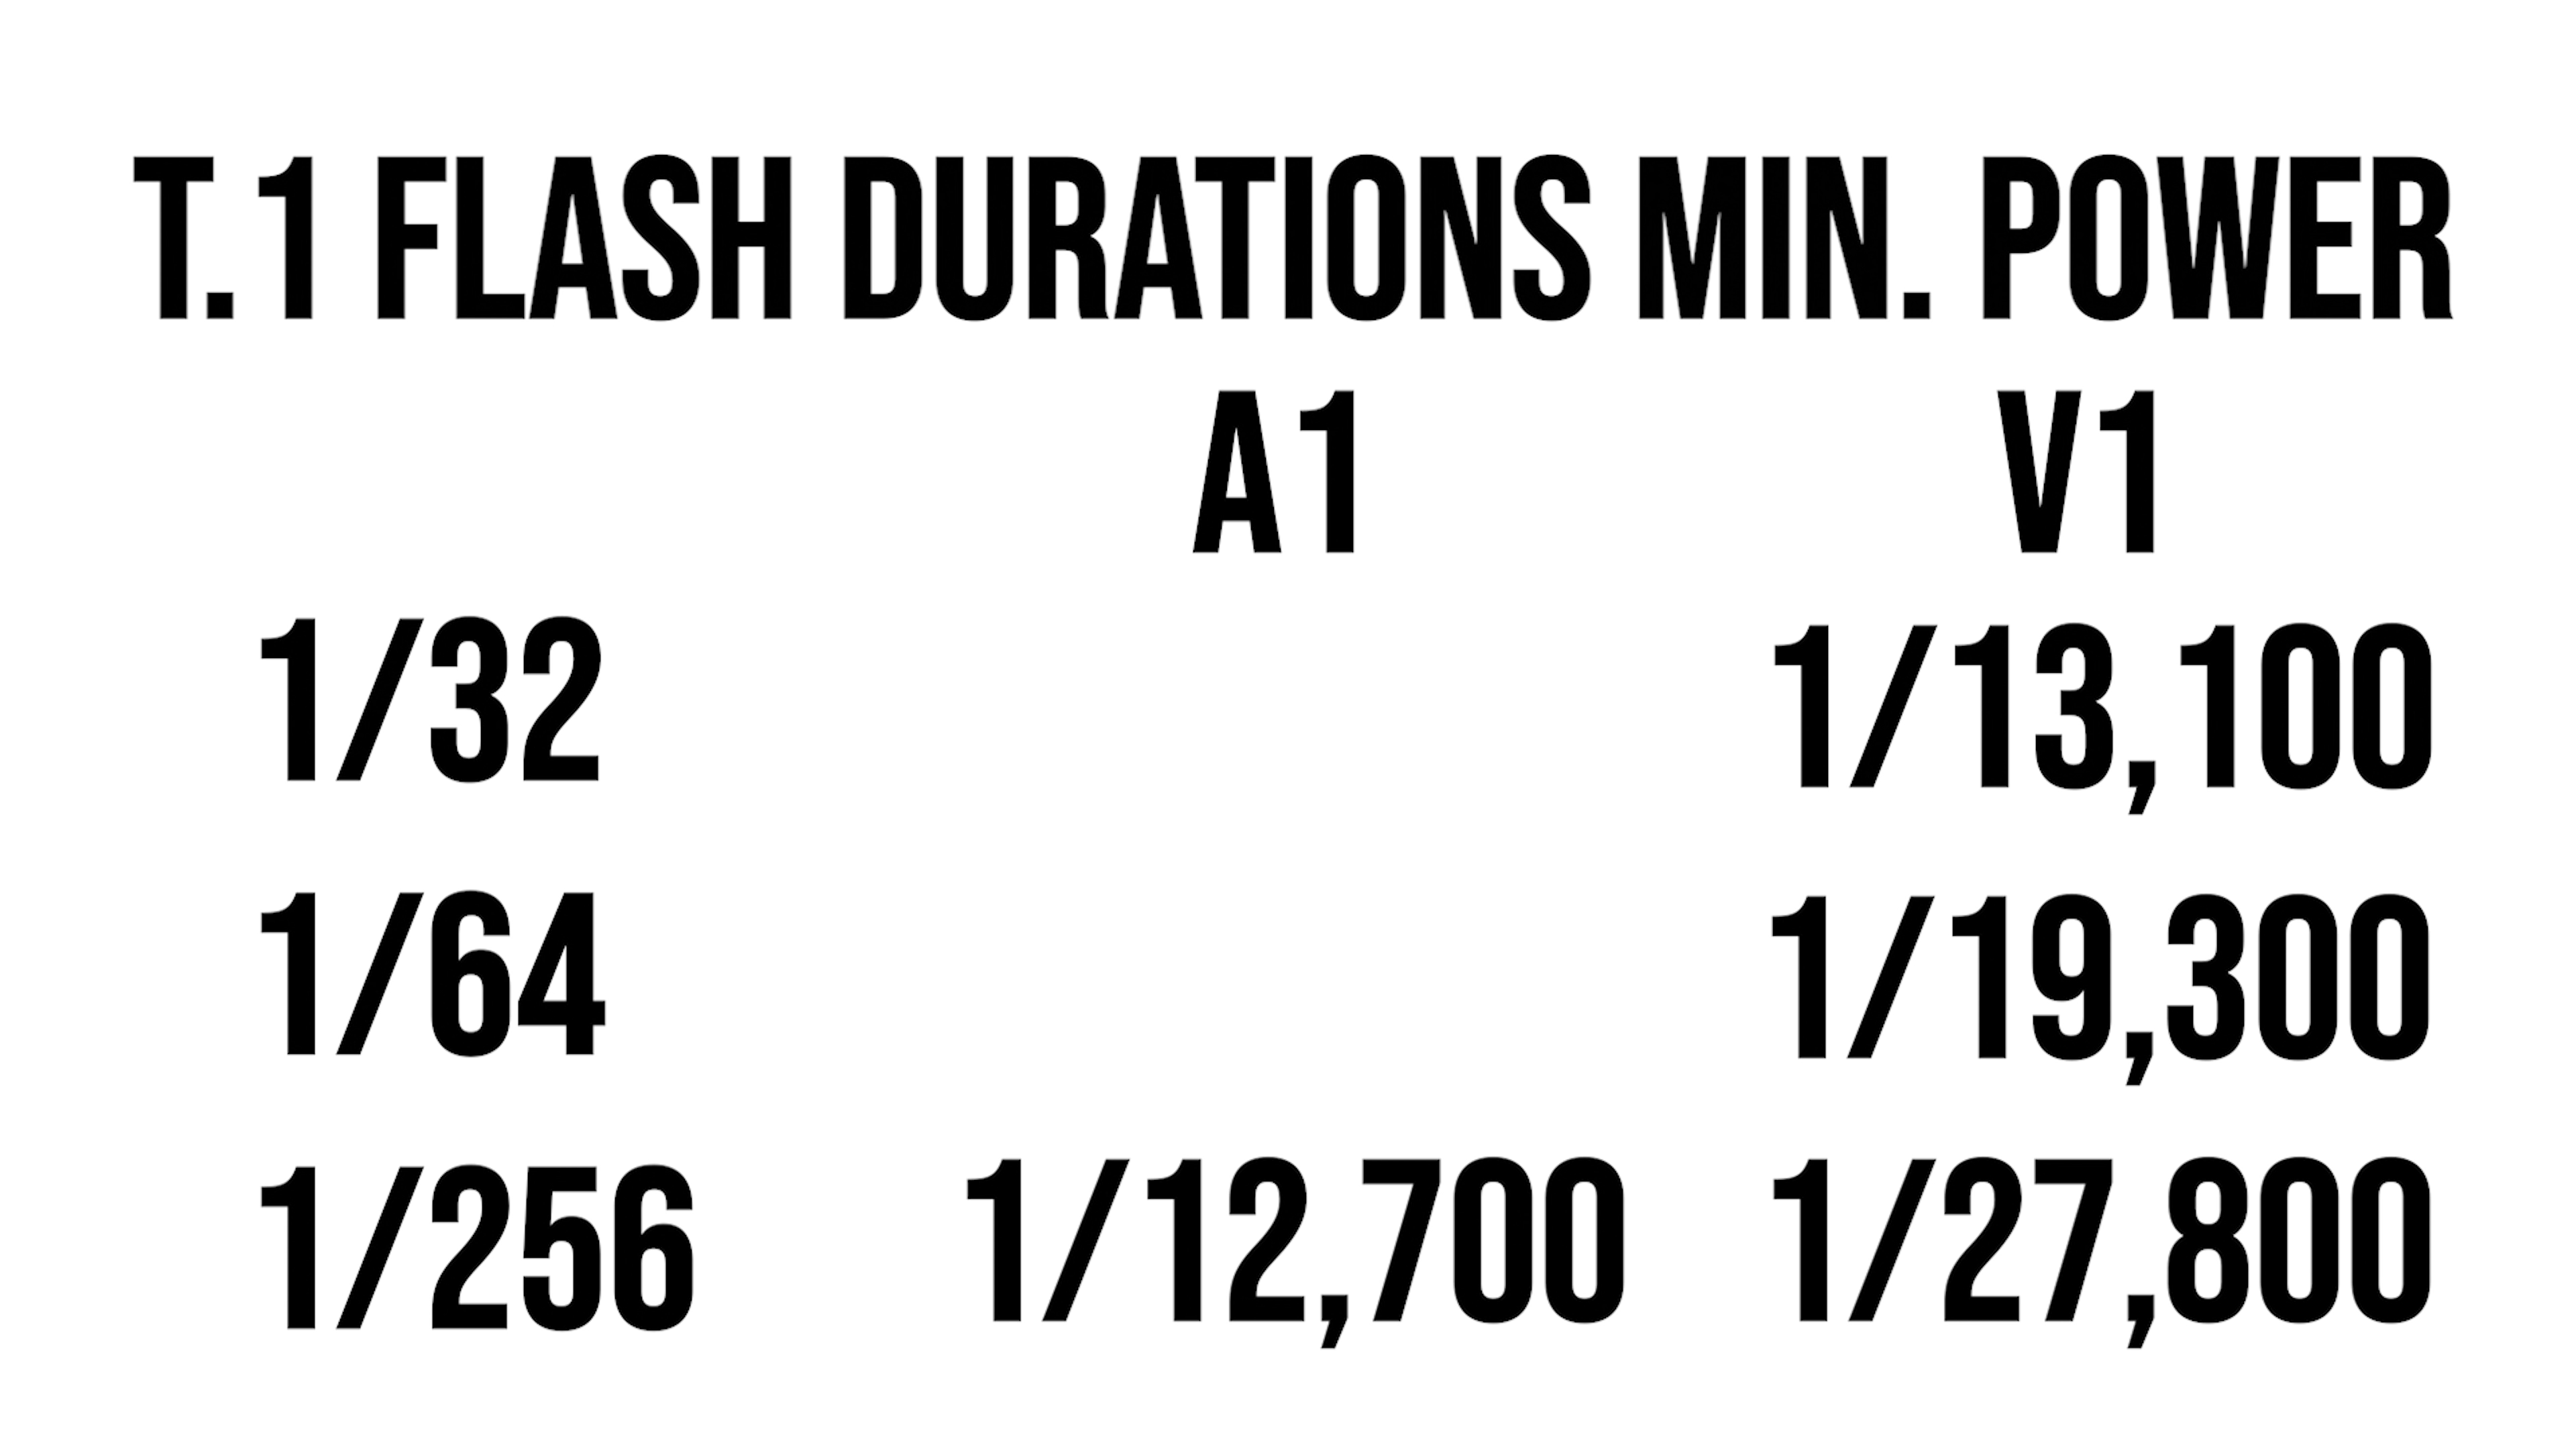 T.1 FLASH DURATIONS MIN. POWER
A1 V1
1/32 1/13,100
1/64 1/19,300
1/256 1/12,700 1/27,800